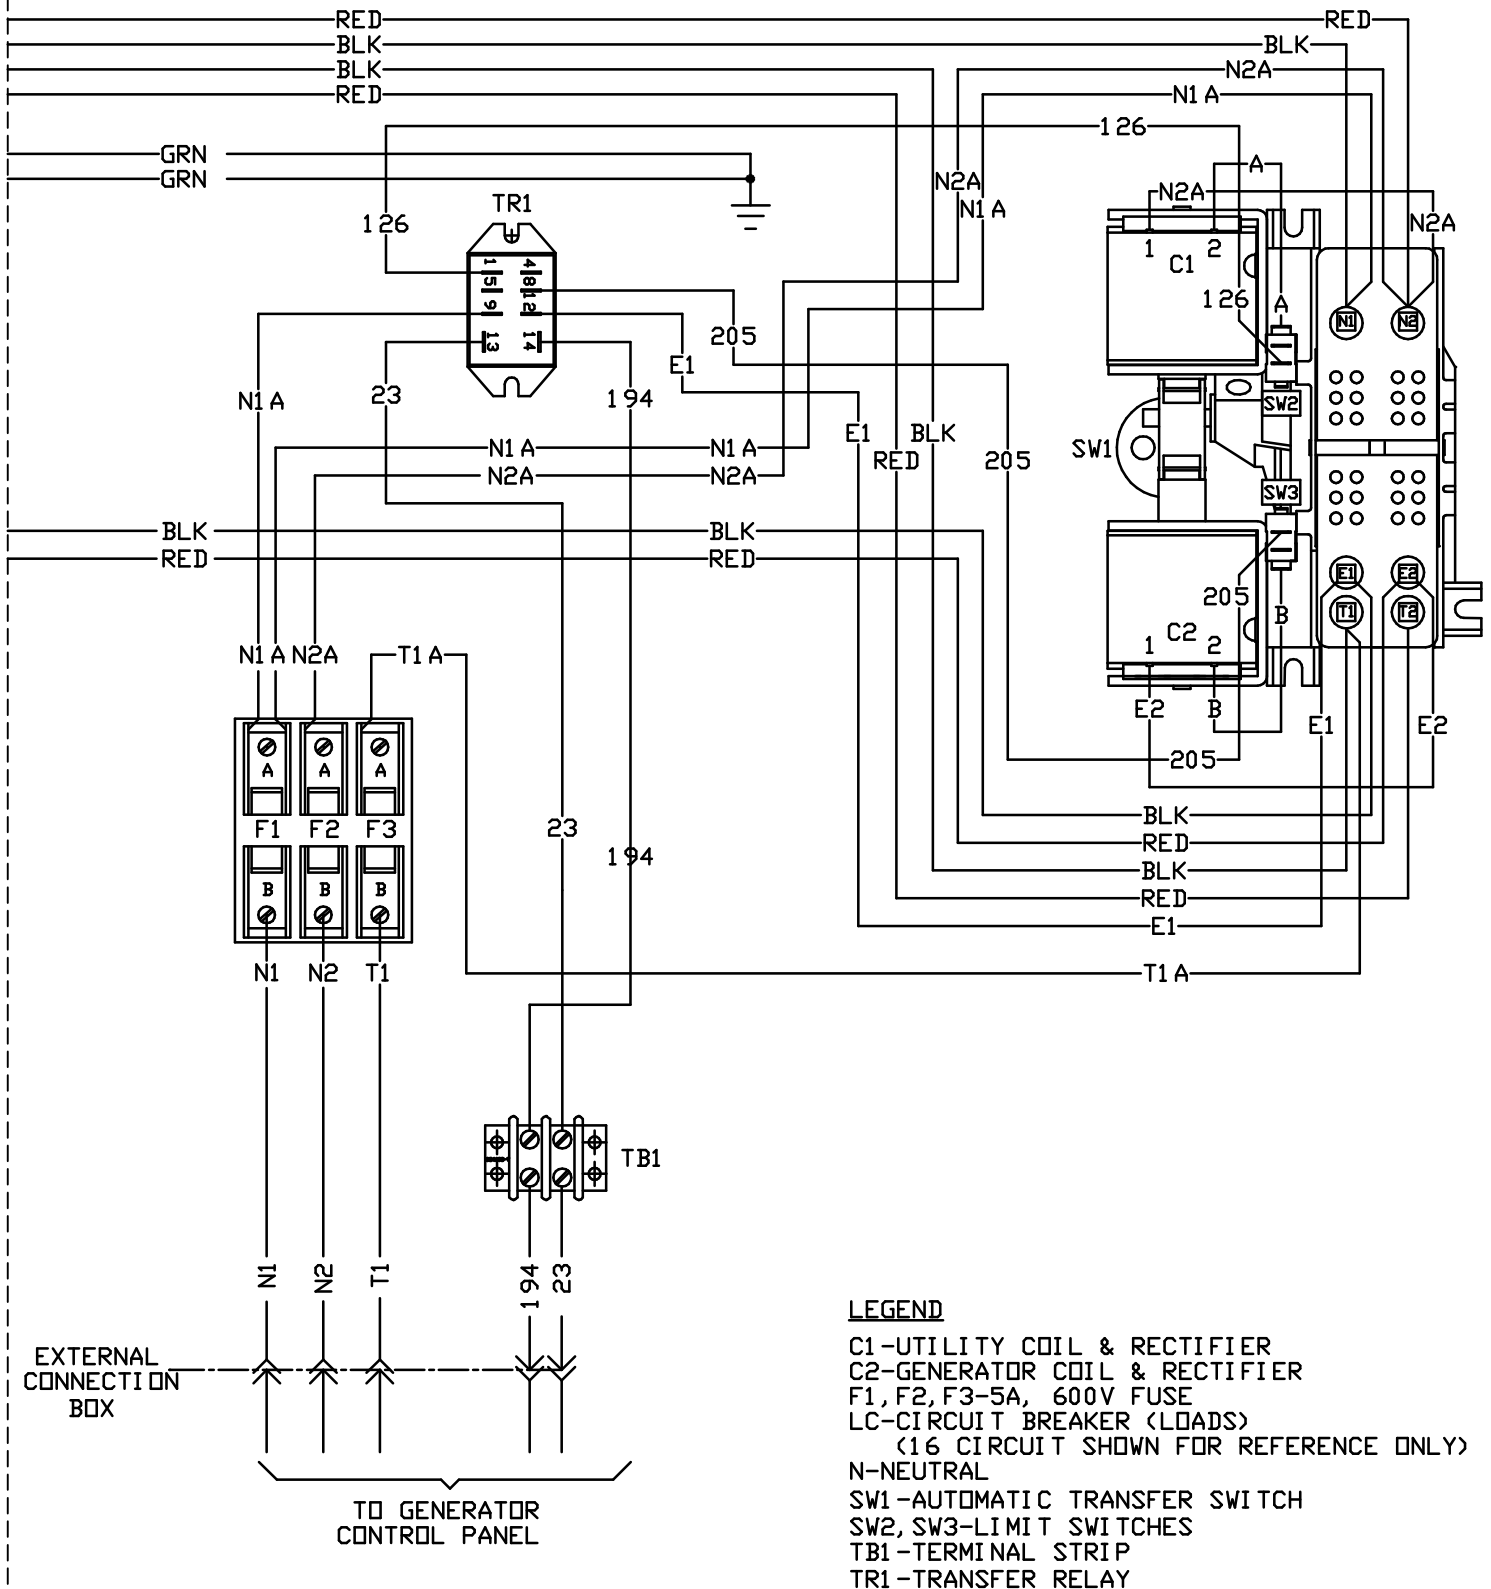 RED RED
BLK BLK
BLK N2A
RED N1A
126
GRN
A
GRN N2A N2A
TR1 N1A
126 N2A
1 2
C1
1 4
5 8
126 A
9 12
N1 N2
205
13 14
E1
N1A 23 194
SW2
E1 BLK
N1A N1A SW1
RED 205
N2A N2A
SW3
BLK BLK
RED RED
E1 E2
205
T1 T2
B
C2
1 2
N1A N2A T1A
E2 B
E1 E2
205
A A A
BLK
F1 F2 F3 23
RED
194
BLK
B B B
RED
E1
N1 N2 T1 T1A
TB1
N1 N2 T1 194 23
LEGEND
EXTERNAL
CONNECTION
BOX
C1-UTILITY COIL & RECTIFIER
C2-GENERATOR COIL & RECTIFIER
F1,F2,F3-5A, 600V FUSE
LC-CIRCUIT BREAKER (LOADS)
(16 CIRCUIT SHOWN FOR REFERENCE ONLY)
N-NEUTRAL
SW1-AUTOMATIC TRANSFER SWITCH
SW2,SW3-LIMIT SWITCHES
TB1-TERMINAL STRIP
TR1-TRANSFER RELAY
TO GENERATOR
CONTROL PANEL